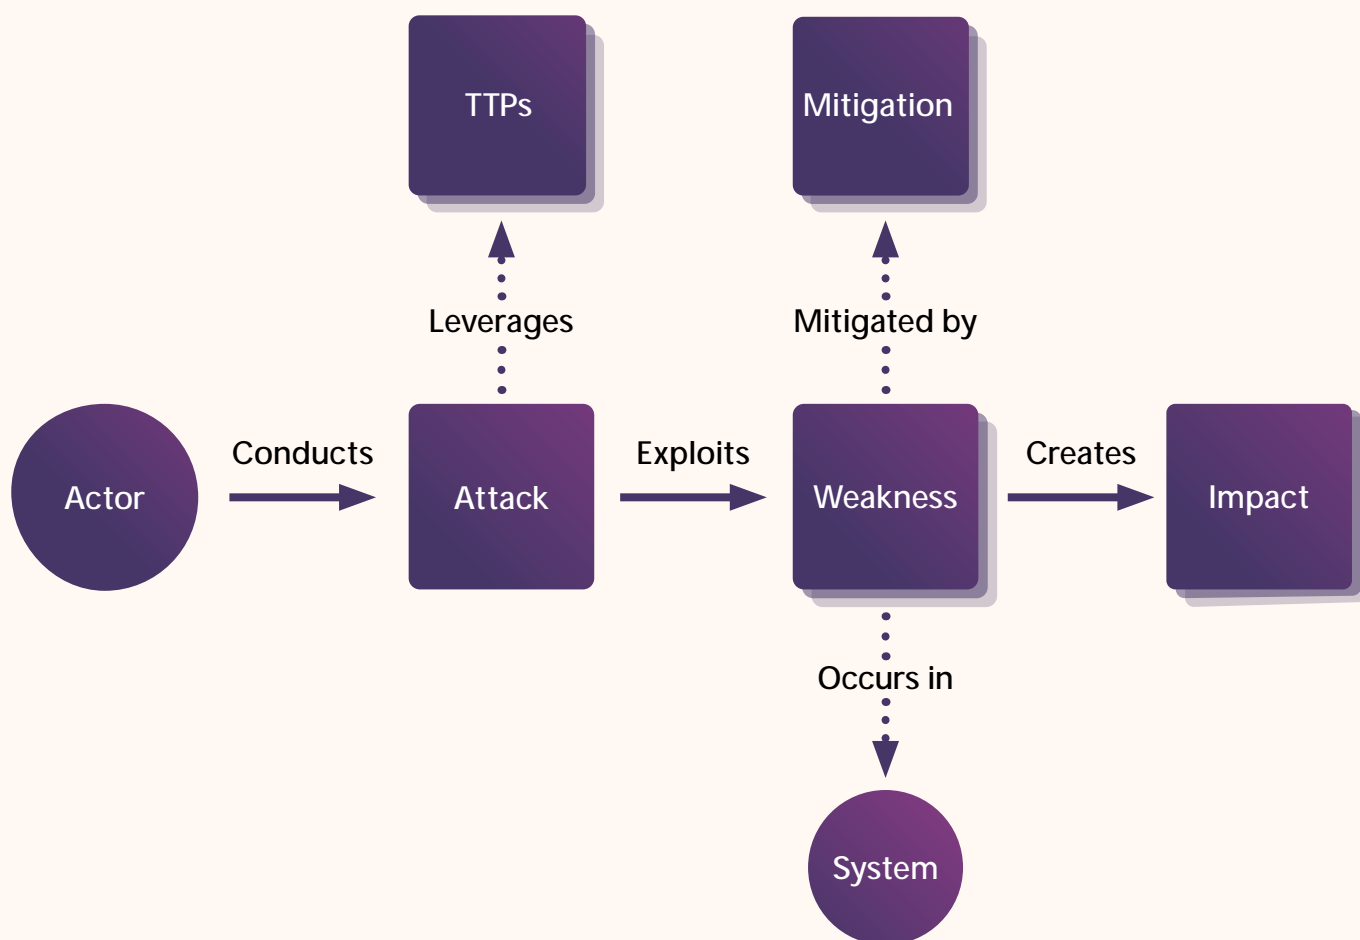 TTPs
Mitigation
Leverages
Mitigated by
Actor
Conducts
Attack
Exploits
Weakness
Creates
Impact
Occurs in
System